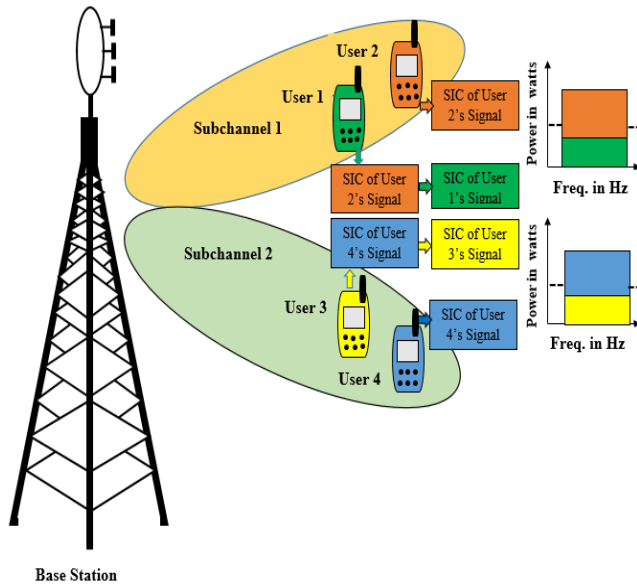 User 2
User 1
Subchannel 1
SIC of User
2's Signal
Power in watts
Freq. in Hz
SIC of User
2's Signal
SIC of User
1's Signal
SIC of User
4's Signal
SIC of User
3's Signal
Subchannel 2
User 3
User 4
SIC of User
4's Signal
Power in watts
Freq. in Hz
Base Station